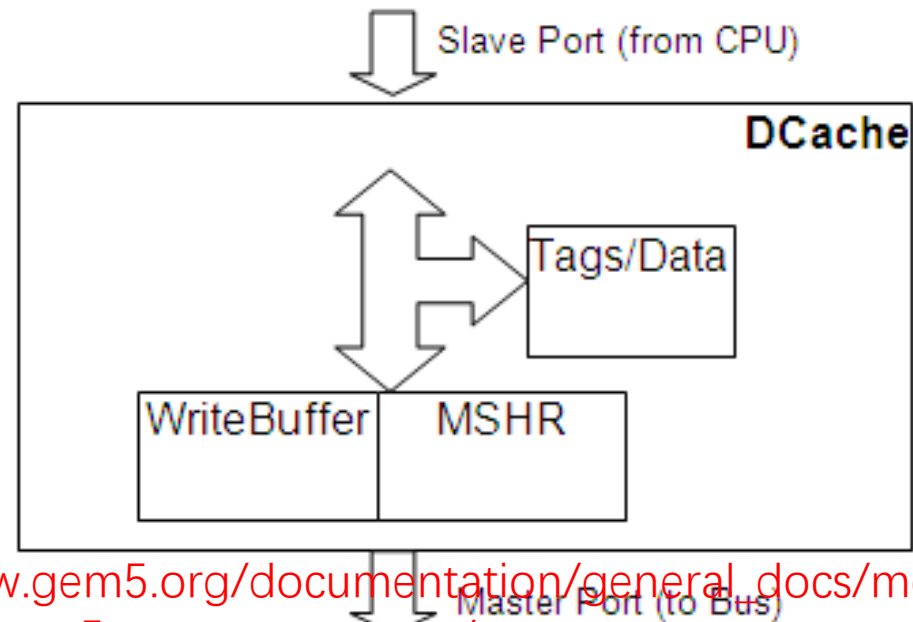 Slave Port (from CPU)
DCache
Tags/Data
WriteBuffer MSHR
w.gem5.org/documentation/general_docs/m
Master Port (to Bus)